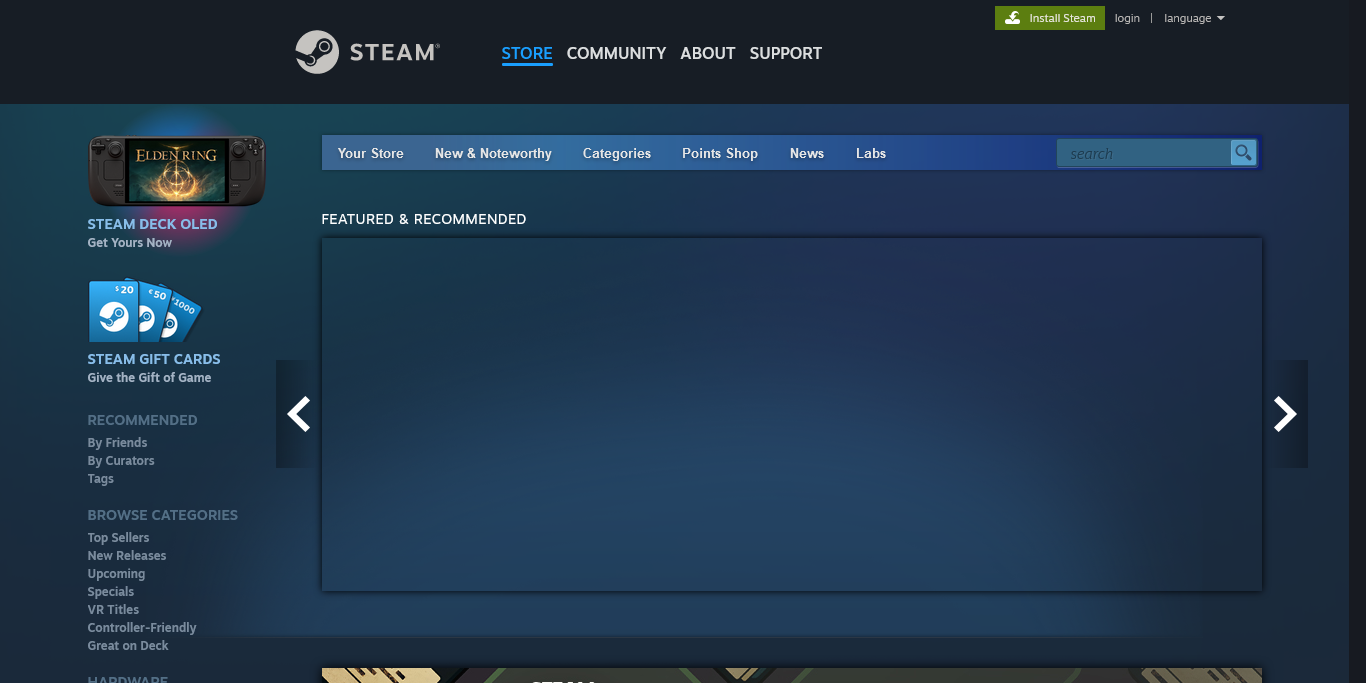 Install Steam
login | language
STEAM®
STORE COMMUNITY ABOUT SUPPORT
ELDEN RING
STEAM DECK OLED
Get Yours Now
Your Store New & Noteworthy Categories Points Shop News Labs
search
FEATURED & RECOMMENDED
$20
€50
1000
STEAM GIFT CARDS
Give the Gift of Game
RECOMMENDED
By Friends
By Curators
Tags
BROWSE CATEGORIES
Top Sellers
New Releases
Upcoming
Specials
VR Titles
Controller-Friendly
Great on Deck
HARDWARE
STEAM